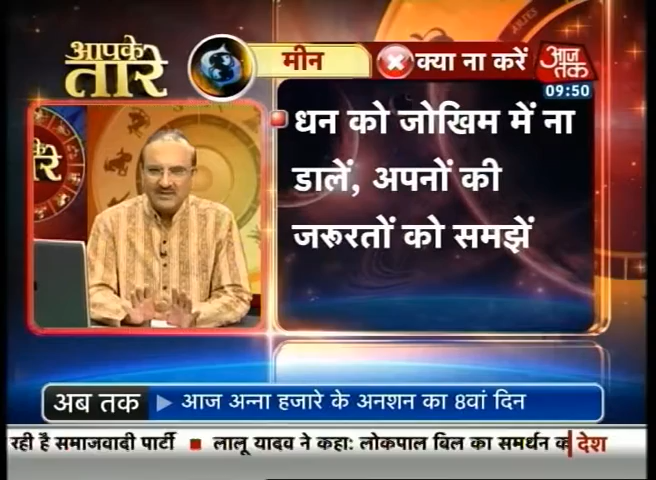 आपके
तारे
मीन
क्या ना करें
आज
तक
09:50
धन को जोखिम में ना
डालें, अपनों की
जरूरतों को समझें
अब तक
आज अन्ना हजारे के अनशन का 8वां दिन
रही है समाजवादी पार्टी
लालू यादव ने कहा: लोकपाल बिल का समर्थन
देश